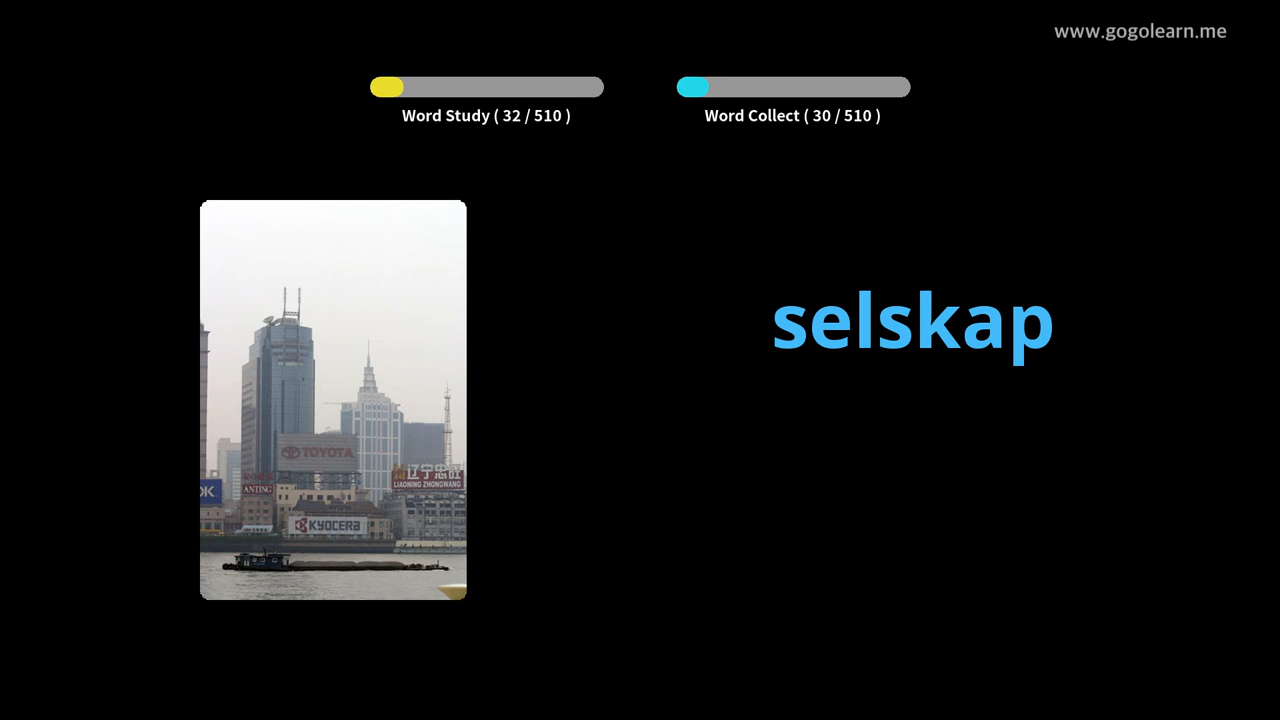 www.gogolearn.me
Word Study ( 32 / 510 )
Word Collect ( 30 / 510 )
selskap
TOYOTA
辽宁忠旺
LIAONING ZHONGWANG
ANTING
KYOCERA